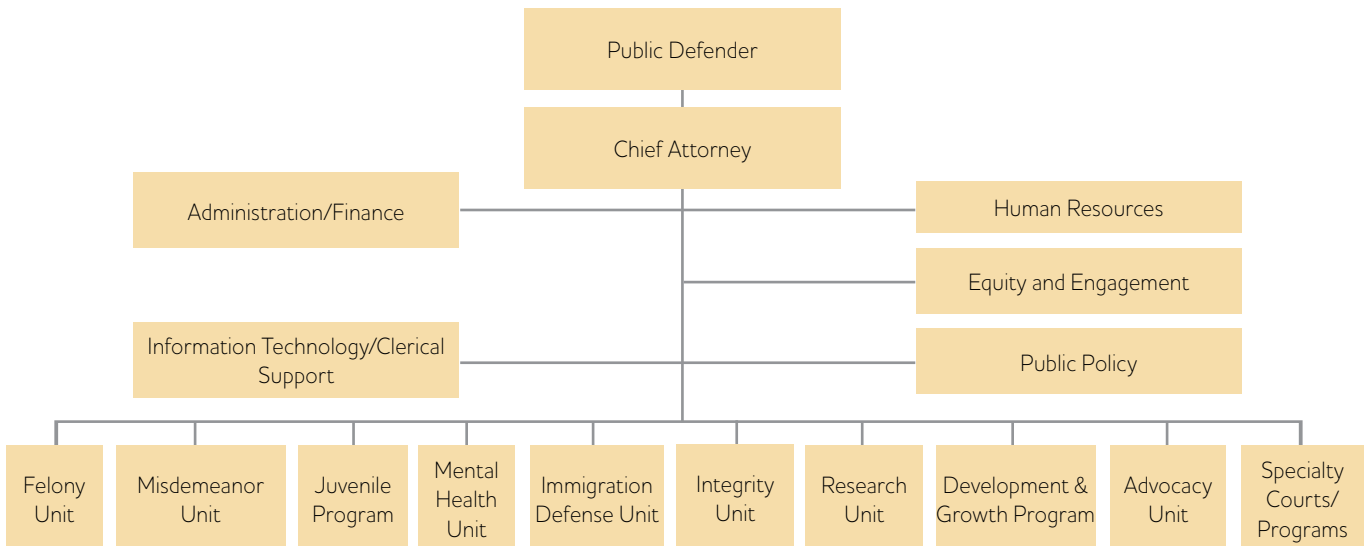 Public Defender
Chief Attorney
Administration/Finance
Human Resources
Equity and Engagement
Information Technology/Clerical
Support
Public Policy
Felony
Unit
Misdemeanor
Unit
Juvenile
Program
Mental
Health
Unit
Immigration
Defense Unit
Integrity
Unit
Research
Unit
Development &
Growth Program
Advocacy
Unit
Specialty
Courts/
Programs